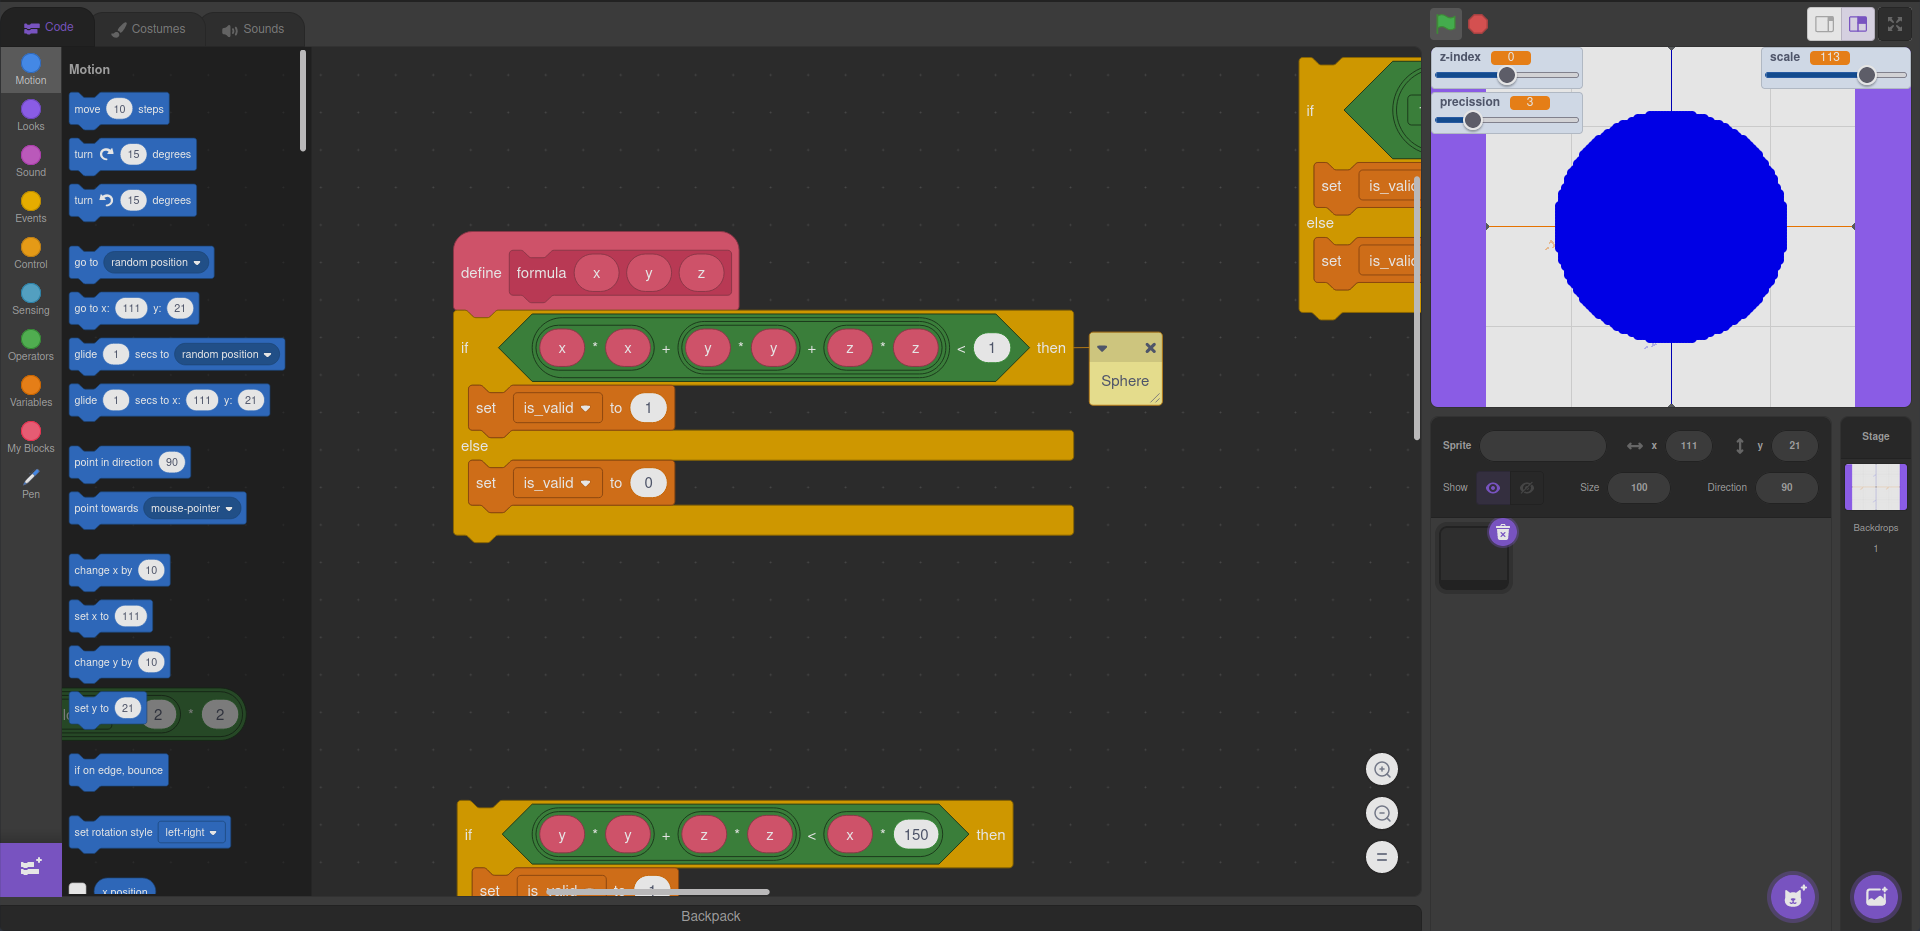 Code
Costumes
Sounds
Motion
Looks
Sound
Events
Control
Sensing
Operators
Variables
My Blocks
Pen
Motion
move 10 steps
turn 15 degrees
turn 15 degrees
go to random position
go to x: 111 y: 21
glide 1 secs to random position
glide 1 secs to x: 111 y: 21
point in direction 90
point towards mouse-pointer
change x by 10
set x to 111
change y by 10
set y to 21
2 * 2
if on edge, bounce
set rotation style left-right
x position
define formula x y z
if x * x + y * y + z * z < 1 then
set is_valid to 1
else
set is_valid to 0
Sphere
if
set is_valid
else
set is_valid
if y * y + z * z < x * 150 then
set is_valid to 1
Backpack
z-index 0
scale 113
precission 3
Sprite
x 111
y 21
Show
Size 100
Direction 90
Stage
Backdrops
1